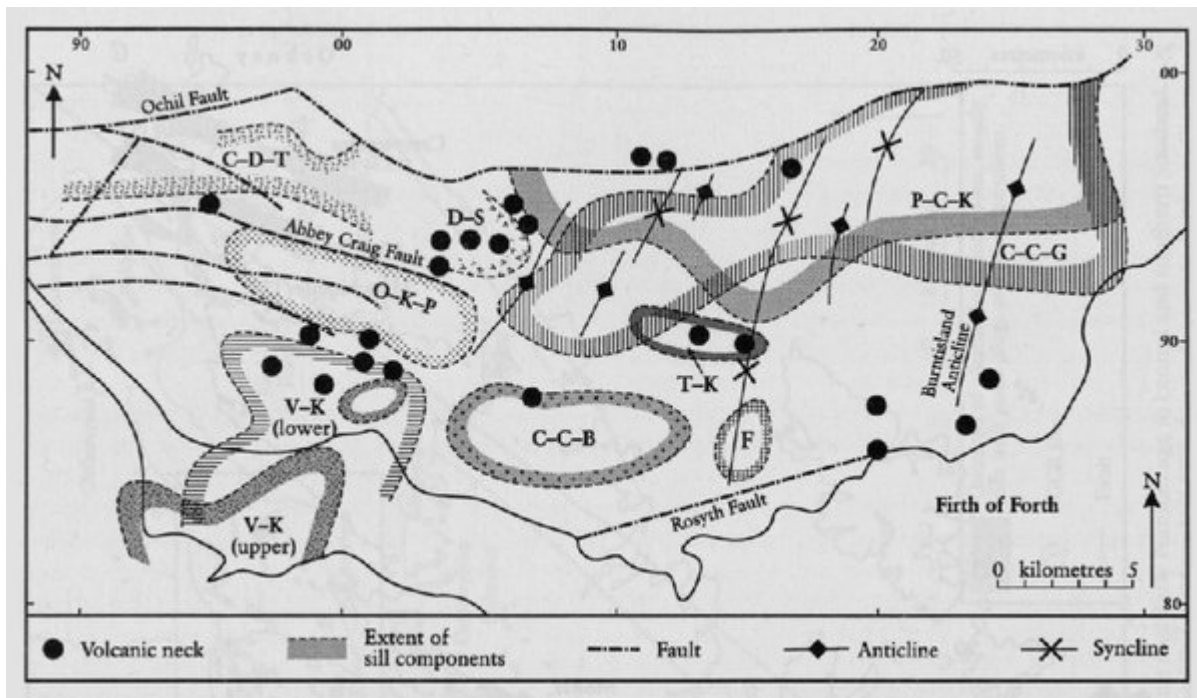 90
00
10
20
30
N
00
Ochil Fault
C–D–T
D–S
P–C–K
Abbey Craig Fault
C–C–G
O–K–P
90
Burntisland
Anticline
T–K
V–K
(lower)
C–C–B
F
N
Rosyth Fault
Firth of Forth
V–K
(upper)
0 kilometres 5
80
Volcanic neck
Extent of
sill components
Fault
Anticline
Syncline